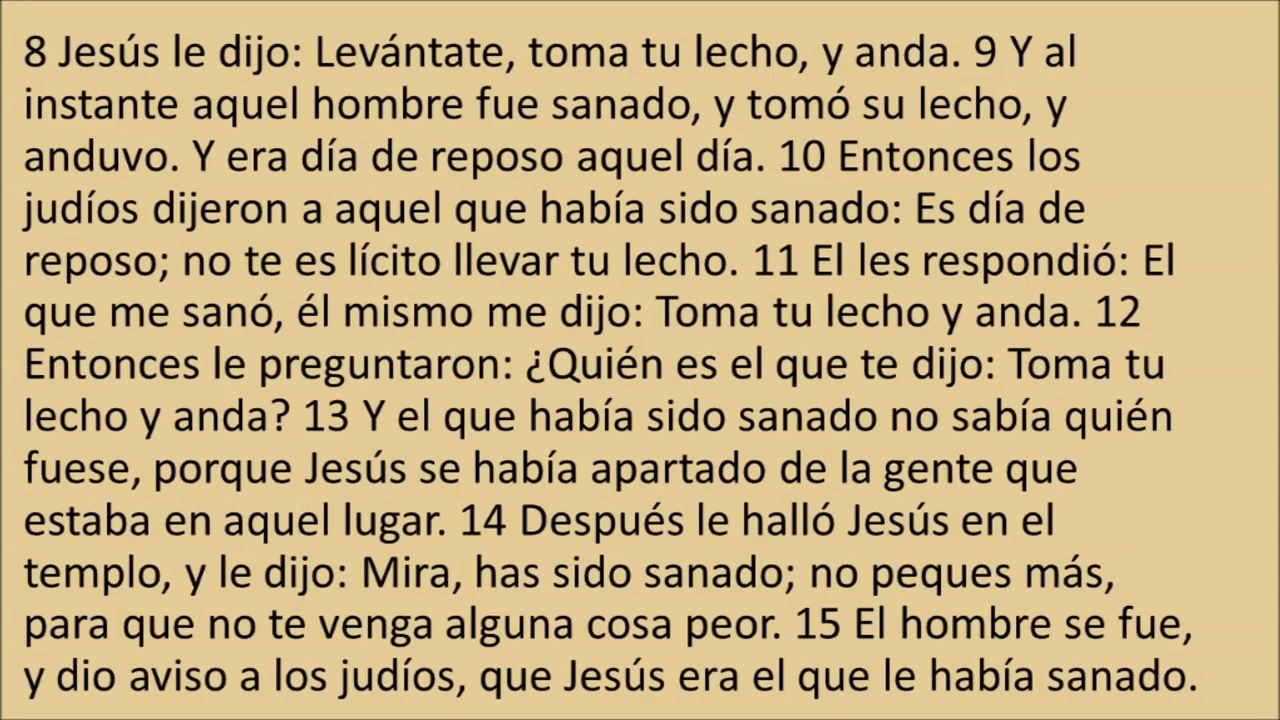 8 Jesús le dijo: Levántate, toma tu lecho, y anda. 9 Y al
instante aquel hombre fue sanado, y tomó su lecho, y
anduvo. Y era día de reposo aquel día. 10 Entonces los
judíos dijeron a aquel que había sido sanado: Es día de
reposo; no te es lícito llevar tu lecho. 11 El les respondió: El
que me sanó, él mismo me dijo: Toma tu lecho y anda. 12
Entonces le preguntaron: ¿Quién es el que te dijo: Toma tu
lecho y anda? 13 Y el que había sido sanado no sabía quién
fuese, porque Jesús se había apartado de la gente que
estaba en aquel lugar. 14 Después le halló Jesús en el
templo, y le dijo: Mira, has sido sanado; no peques más,
para que no te venga alguna cosa peor. 15 El hombre se fue,
y dio aviso a los judíos, que Jesús era el que le había sanado.